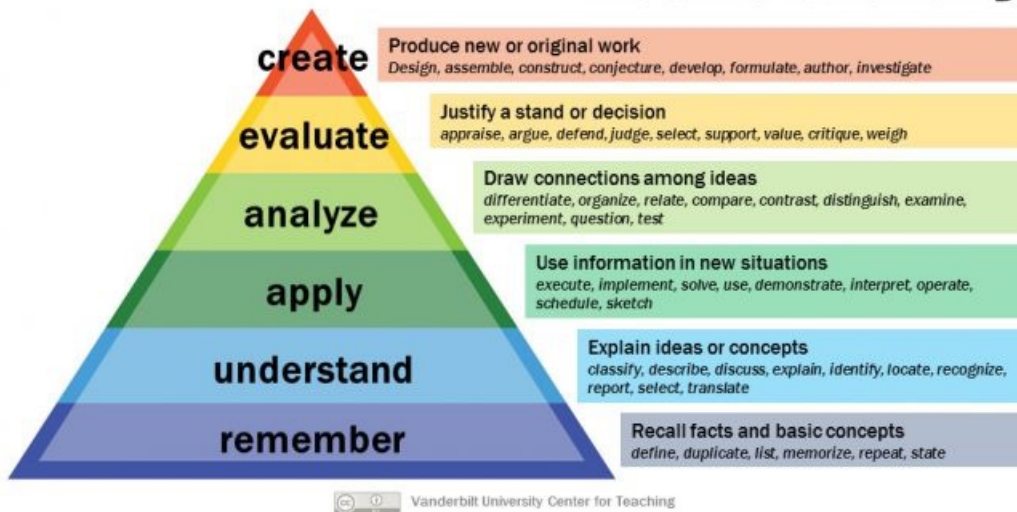 create
Produce new or original work
Design, assemble, construct, conjecture, develop, formulate, author, investigate
evaluate
Justify a stand or decision
appraise, argue, defend, judge, select, support, value, critique, weigh
analyze
Draw connections among ideas
differentiate, organize, relate, compare, contrast, distinguish, examine,
experiment, question, test
apply
Use information in new situations
execute, implement, solve, use, demonstrate, interpret, operate,
schedule, sketch
understand
Explain ideas or concepts
classify, describe, discuss, explain, identify, locate, recognize,
report, select, translate
remember
Recall facts and basic concepts
define, duplicate, list, memorize, repeat, state
cc
Vanderbilt University Center for Teaching